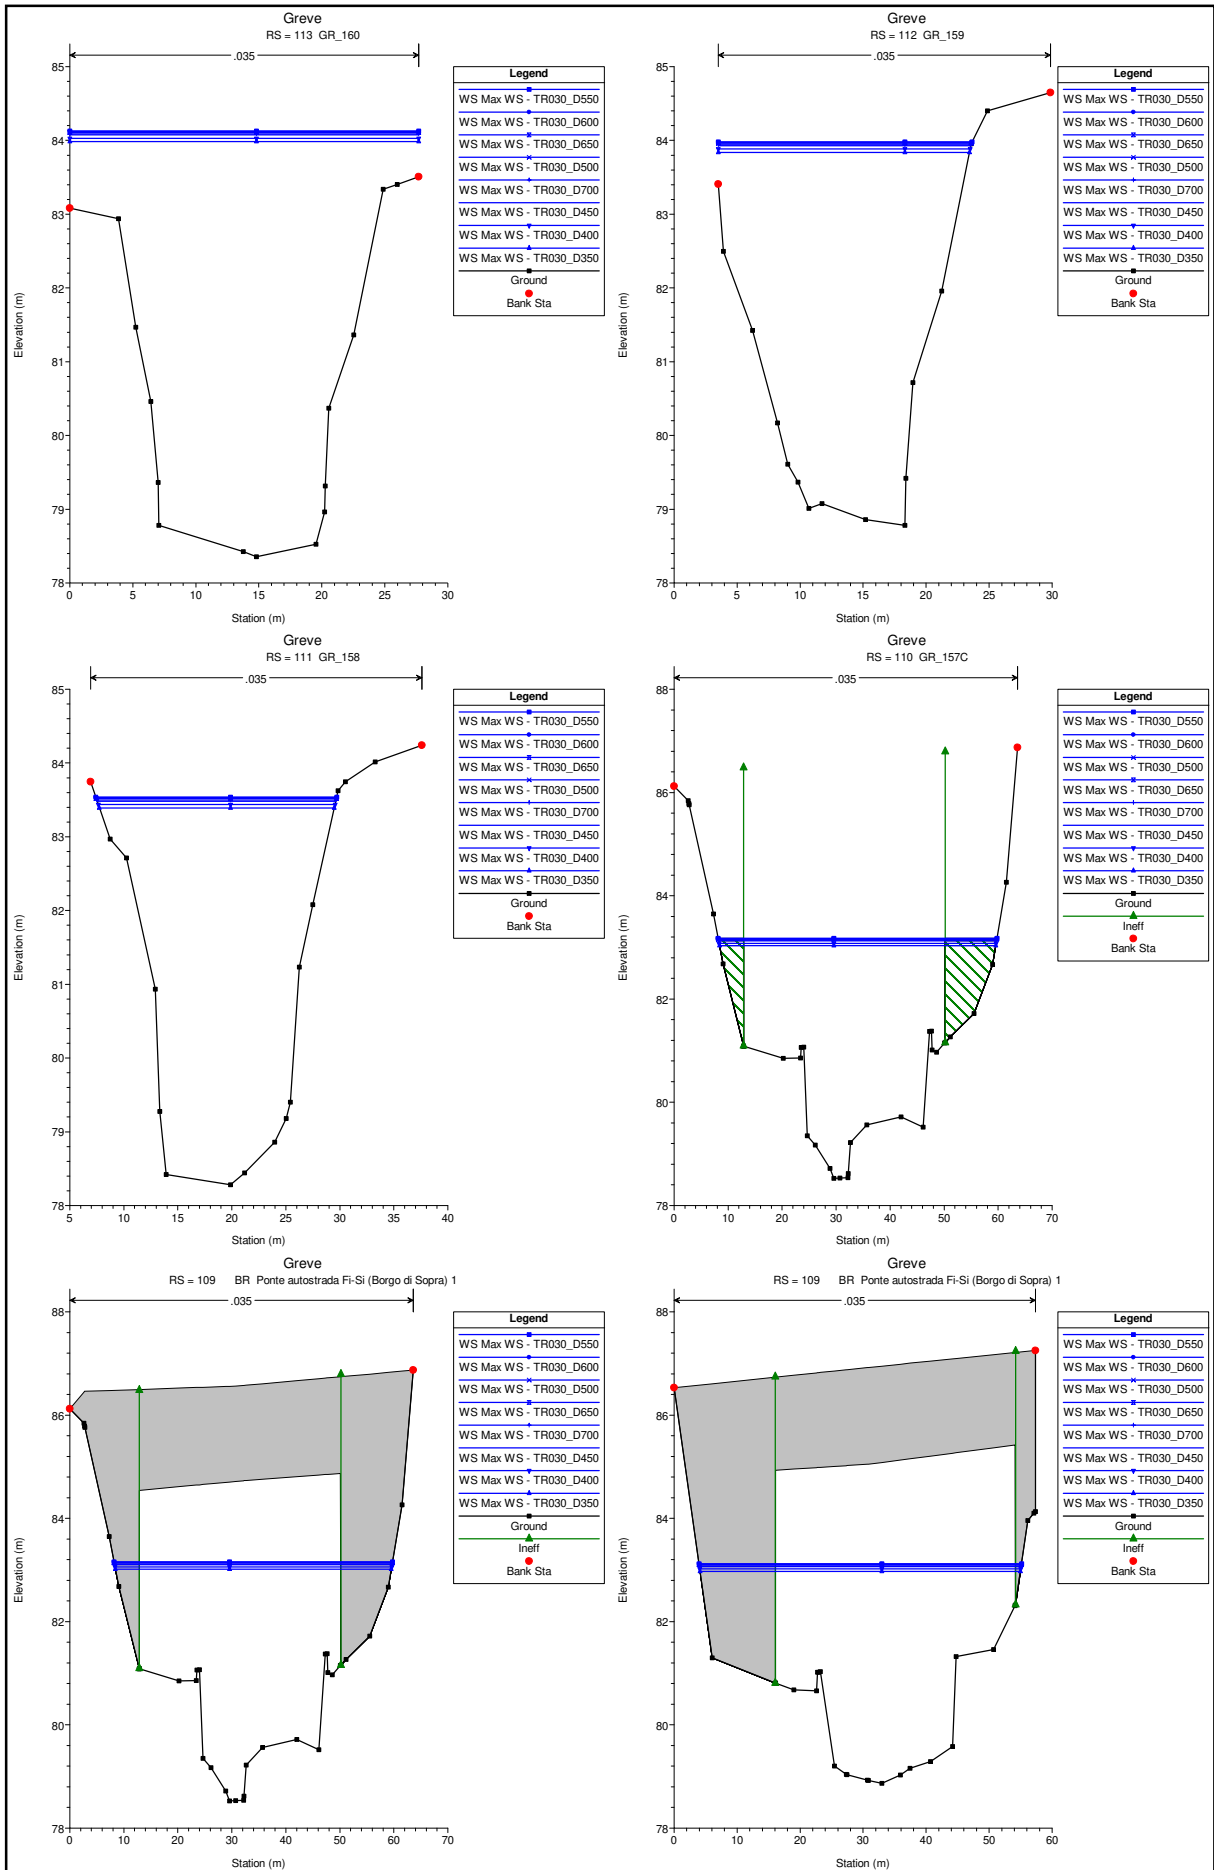 Greve
RS = 113 GR_160
.035
Legend
WS Max WS - TR030_D550
WS Max WS - TR030_D600
WS Max WS - TR030_D650
WS Max WS - TR030_D500
WS Max WS - TR030_D700
WS Max WS - TR030_D450
WS Max WS - TR030_D400
WS Max WS - TR030_D350
Ground
Bank Sta
85
84
83
82
81
80
79
78
Elevation (m)
0 5 10 15 20 25 30
Station (m)
Greve
RS = 112 GR_159
.035
Legend
WS Max WS - TR030_D550
WS Max WS - TR030_D600
WS Max WS - TR030_D650
WS Max WS - TR030_D500
WS Max WS - TR030_D700
WS Max WS - TR030_D450
WS Max WS - TR030_D400
WS Max WS - TR030_D350
Ground
Bank Sta
85
84
83
82
81
80
79
78
Elevation (m)
0 5 10 15 20 25 30
Station (m)
Greve
RS = 111 GR_158
.035
Legend
WS Max WS - TR030_D550
WS Max WS - TR030_D600
WS Max WS - TR030_D650
WS Max WS - TR030_D500
WS Max WS - TR030_D700
WS Max WS - TR030_D450
WS Max WS - TR030_D400
WS Max WS - TR030_D350
Ground
Bank Sta
85
84
83
82
81
80
79
78
Elevation (m)
5 10 15 20 25 30 35 40
Station (m)
Greve
RS = 110 GR_157C
.035
Legend
WS Max WS - TR030_D550
WS Max WS - TR030_D600
WS Max WS - TR030_D500
WS Max WS - TR030_D650
WS Max WS - TR030_D700
WS Max WS - TR030_D450
WS Max WS - TR030_D400
WS Max WS - TR030_D350
Ground
Ineff
Bank Sta
88
86
84
82
80
78
Elevation (m)
0 10 20 30 40 50 60 70
Station (m)
Greve
RS = 109 BR Ponte autostrada Fi-Si (Borgo di Sopra) 1
.035
Legend
WS Max WS - TR030_D550
WS Max WS - TR030_D600
WS Max WS - TR030_D500
WS Max WS - TR030_D650
WS Max WS - TR030_D700
WS Max WS - TR030_D450
WS Max WS - TR030_D400
WS Max WS - TR030_D350
Ground
Ineff
Bank Sta
88
86
84
82
80
78
Elevation (m)
0 10 20 30 40 50 60 70
Station (m)
Greve
RS = 109 BR Ponte autostrada Fi-Si (Borgo di Sopra) 1
.035
Legend
WS Max WS - TR030_D550
WS Max WS - TR030_D600
WS Max WS - TR030_D500
WS Max WS - TR030_D650
WS Max WS - TR030_D700
WS Max WS - TR030_D450
WS Max WS - TR030_D400
WS Max WS - TR030_D350
Ground
Ineff
Bank Sta
88
86
84
82
80
78
Elevation (m)
0 10 20 30 40 50 60
Station (m)